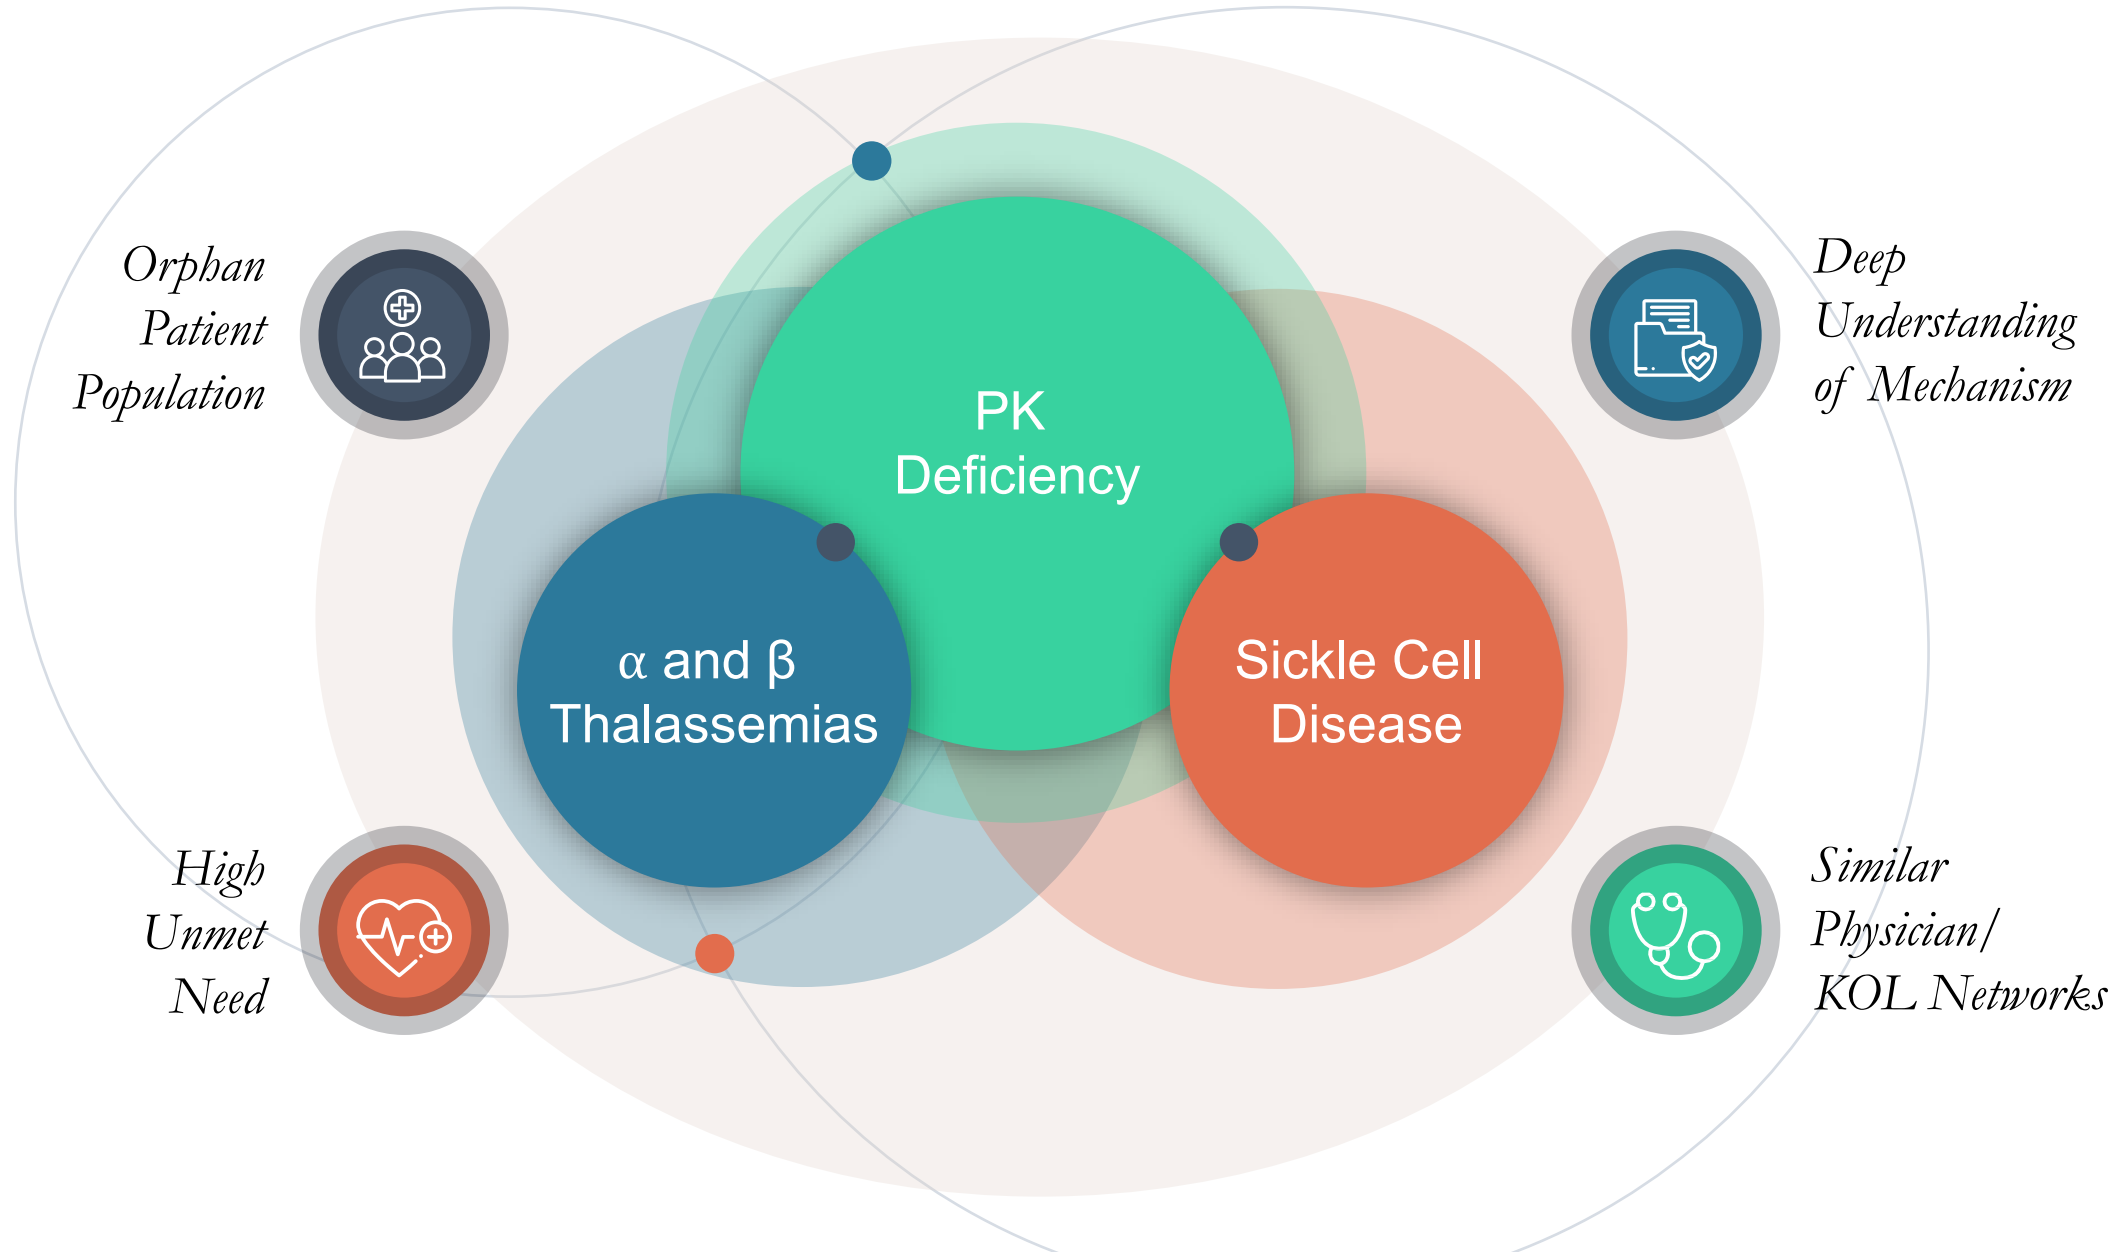 Orphan
Patient
Population
Deep
Understanding
of Mechanism
PK
Deficiency
α and β
Thalassemias
Sickle Cell
Disease
High
Unmet
Need
Similar
Physician/
KOL Networks